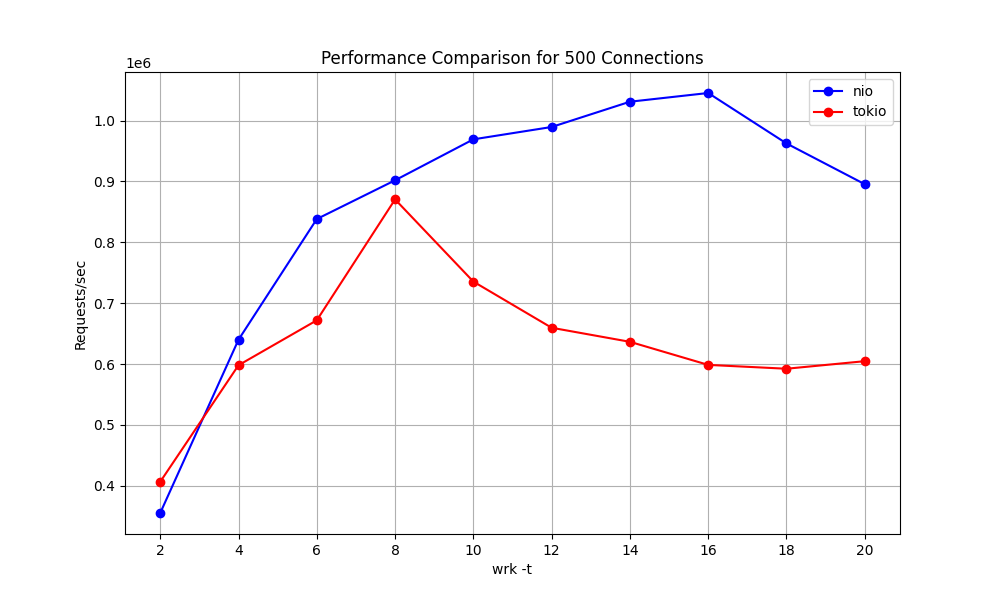 Performance Comparison for 500 Connections
1e6
nio
tokio
1.0
0.9
0.8
0.7
0.6
0.5
0.4
Requests/sec
2 4 6 8 10 12 14 16 18 20
wrk -t